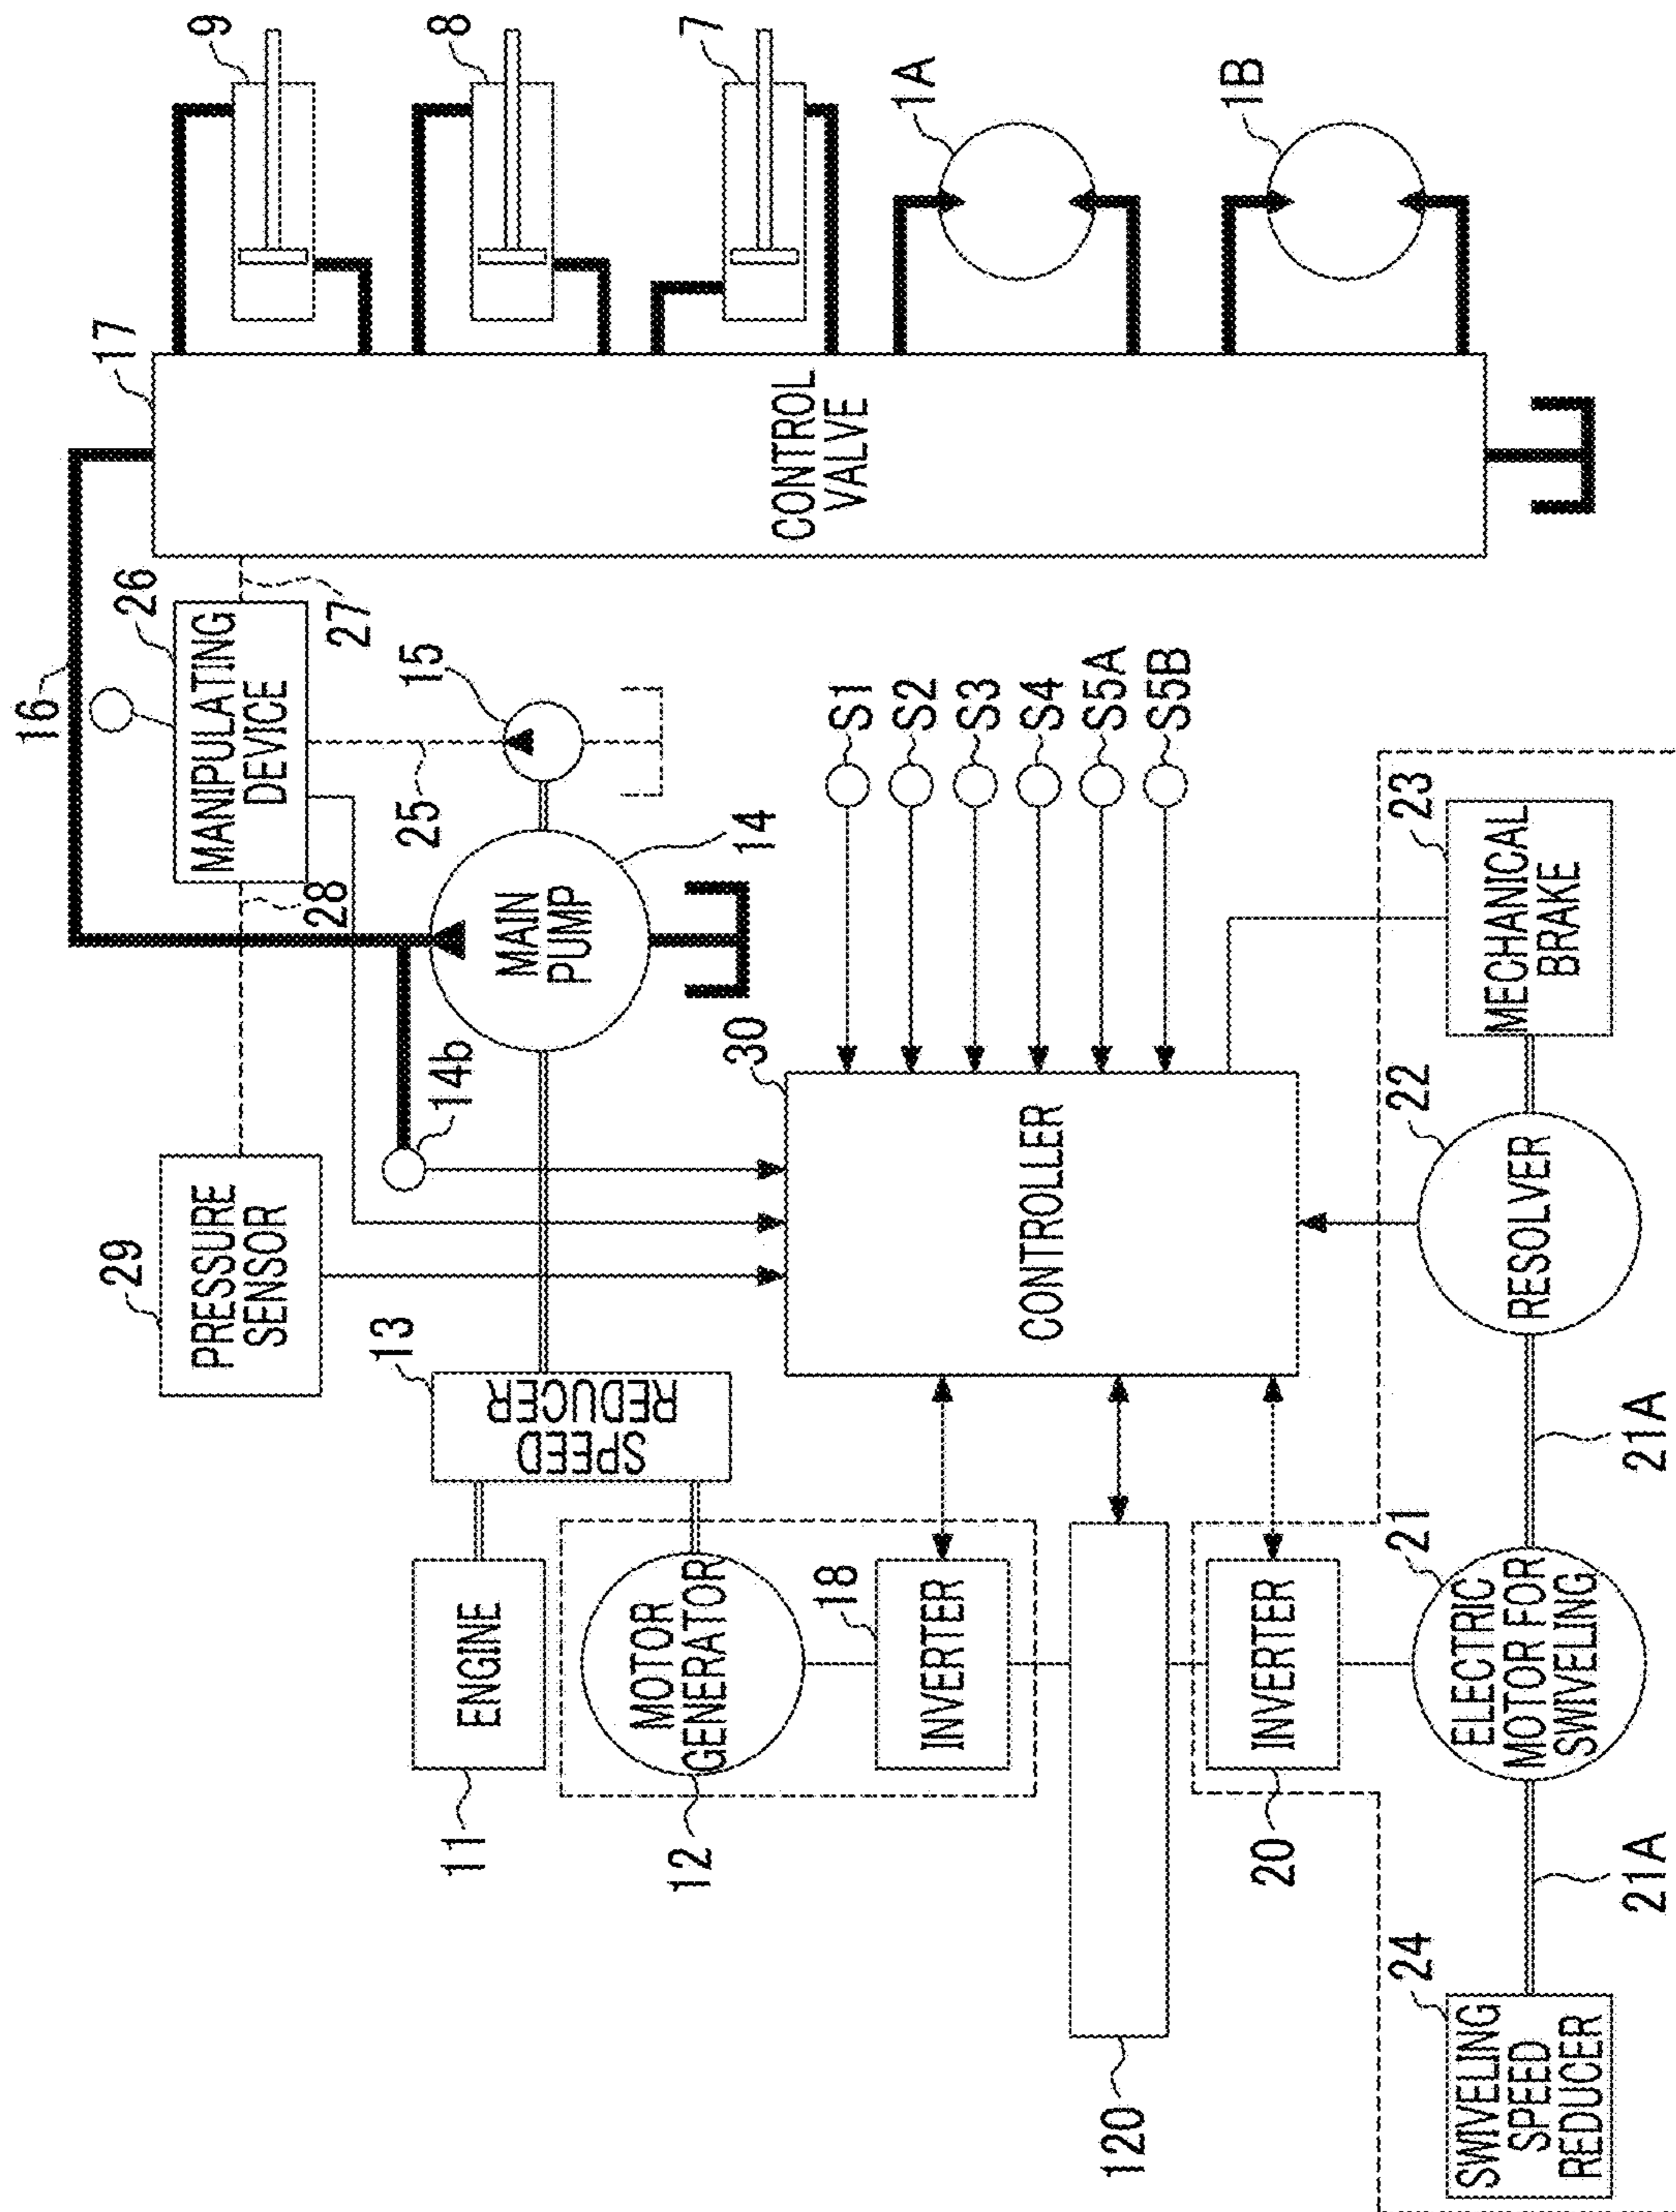 9
8
7
1A
1B
17
CONTROL
VALVE
16
26
MANIPULATING
DEVICE
27
28
25
15
14
MAIN
PUMP
14b
29
PRESSURE
SENSOR
13
SPEED
REDUCER
11
ENGINE
12
MOTOR
GENERATOR
18
INVERTER
30
CONTROLLER
S1
S2
S3
S4
S5A
S5B
120
20
INVERTER
23
MECHANICAL
BRAKE
22
RESOLVER
21A
21
ELECTRIC
MOTOR FOR
SWIVELING
21A
24
SWIVELING
SPEED
REDUCER